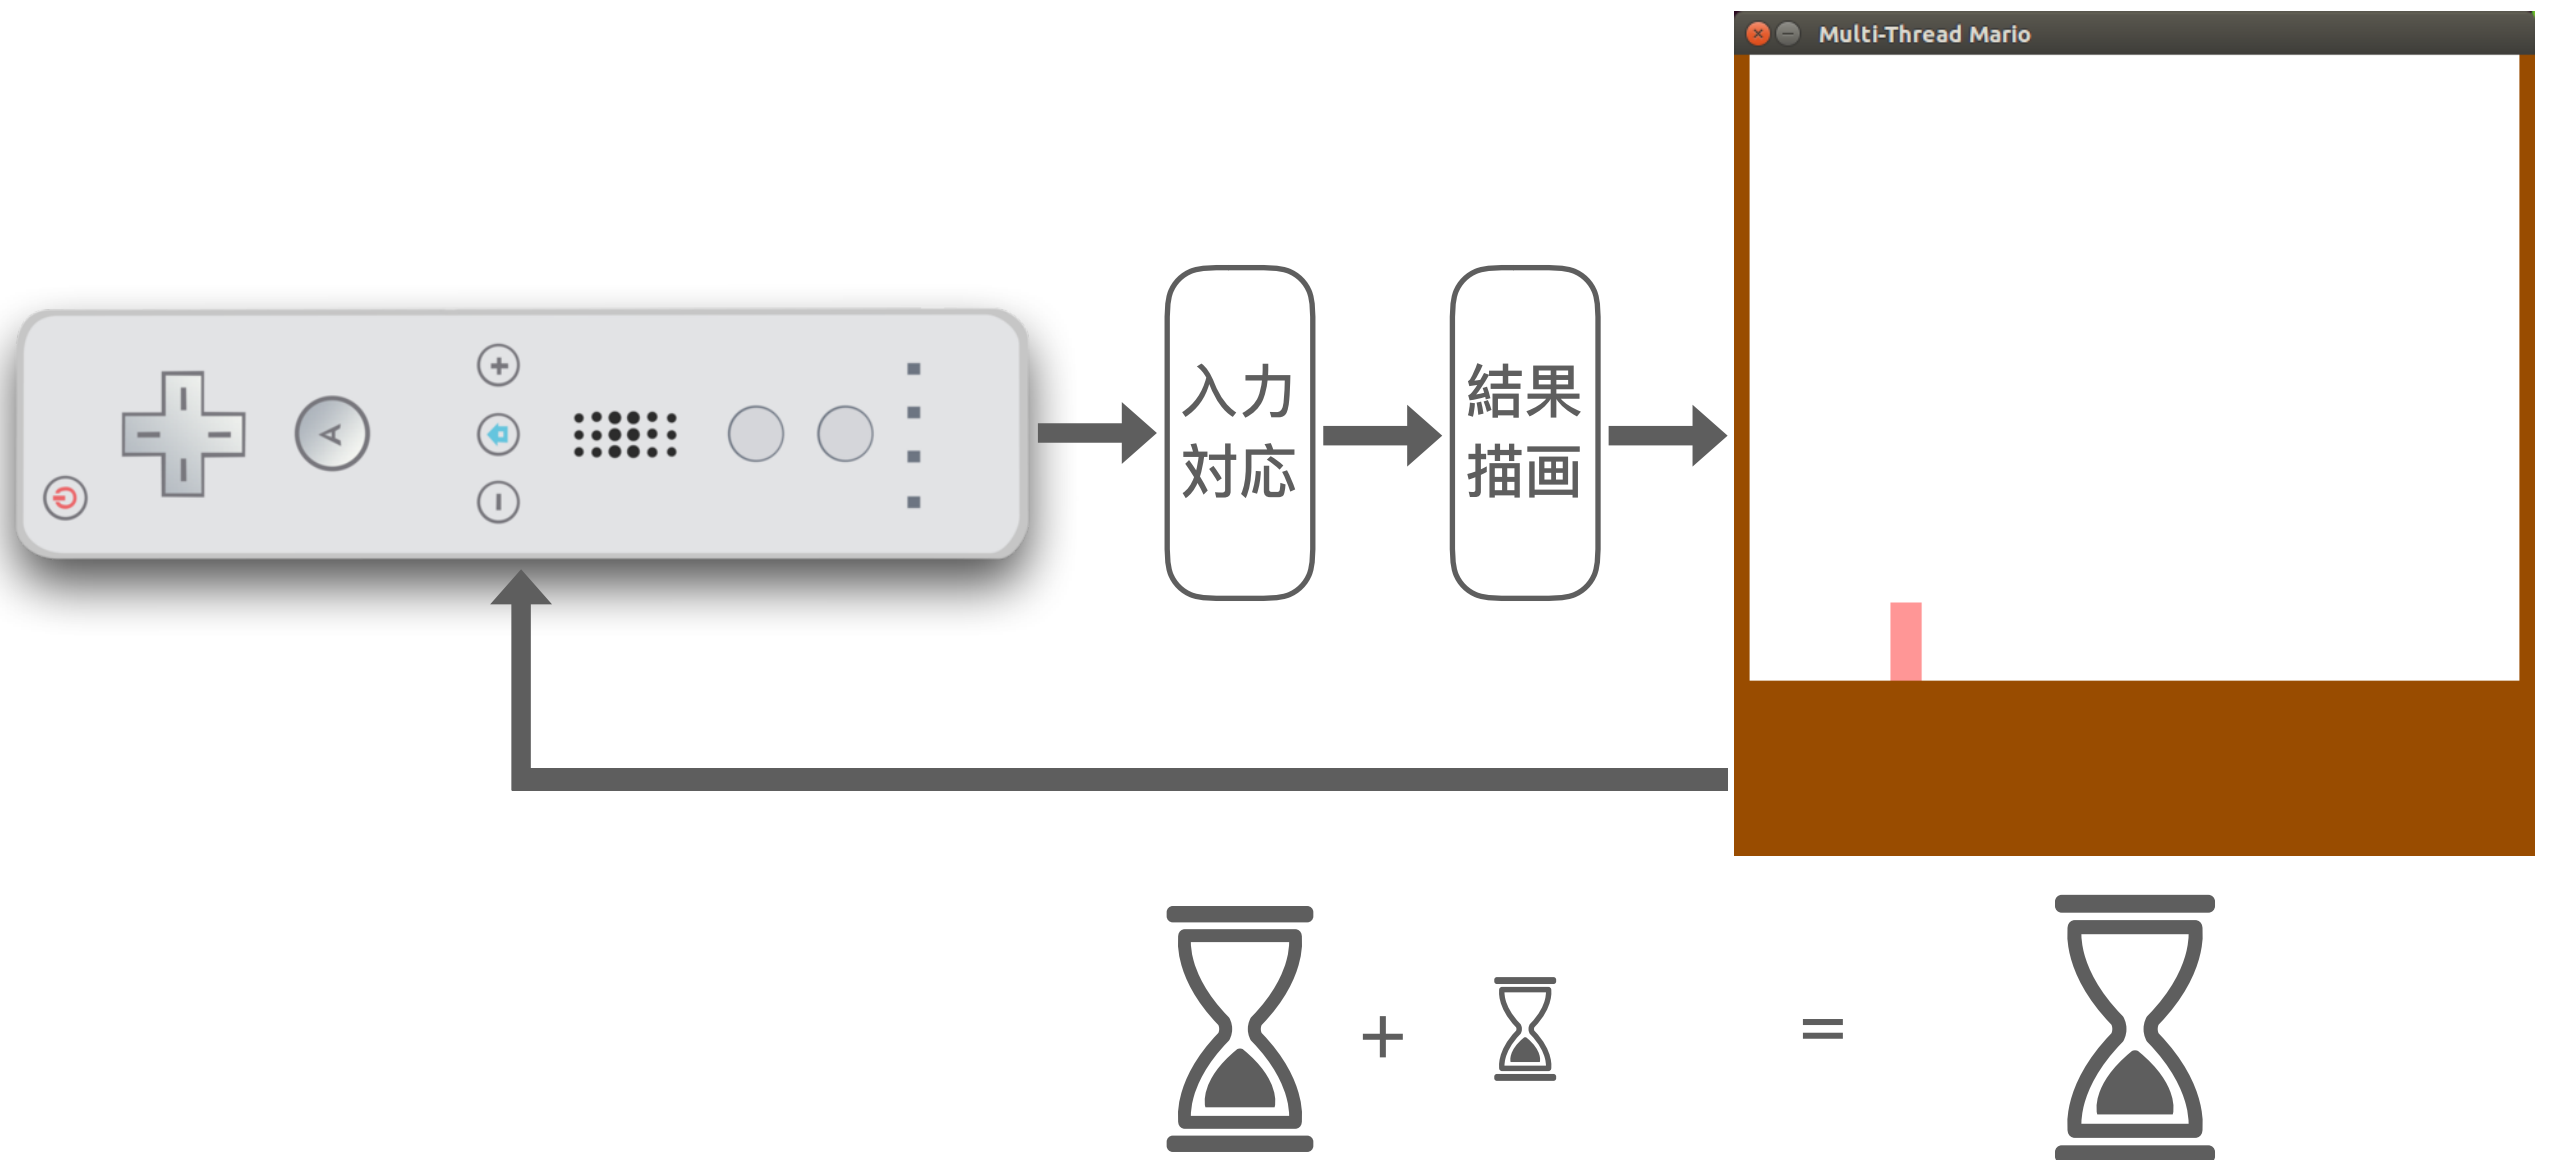 Multi-Thread Mario
A
入力
対応
結果
描画
+
=